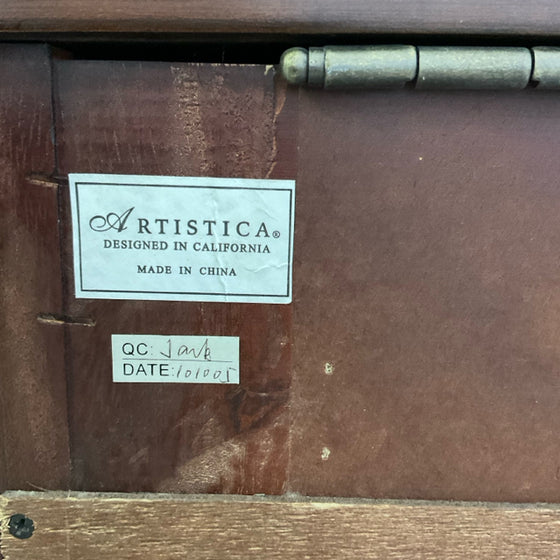 ARTISTICA®
DESIGNED IN CALIFORNIA
MADE IN CHINA
QC: Jack
DATE: 101005